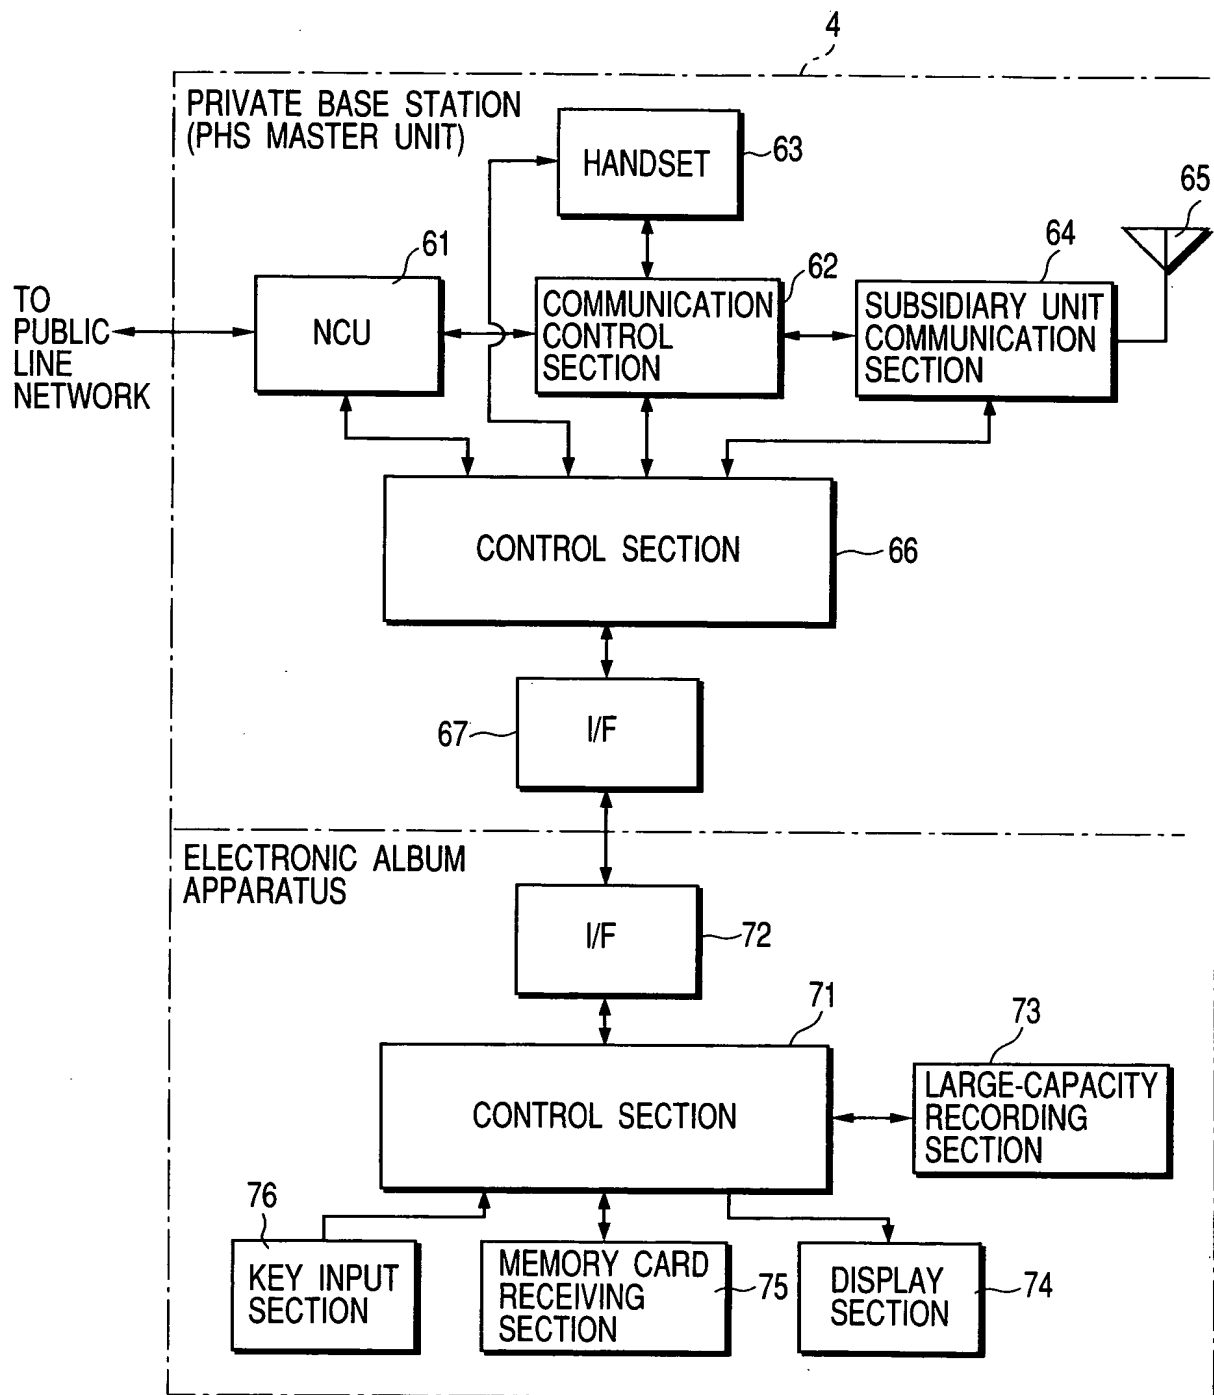 4
PRIVATE BASE STATION
(PHS MASTER UNIT)
HANDSET
63
65
61
62
64
TO
PUBLIC
LINE
NETWORK
NCU
COMMUNICATION
CONTROL
SECTION
SUBSIDIARY UNIT
COMMUNICATION
SECTION
CONTROL SECTION
66
67
I/F
ELECTRONIC ALBUM
APPARATUS
I/F
72
71
73
CONTROL SECTION
LARGE-CAPACITY
RECORDING
SECTION
76
KEY INPUT
SECTION
MEMORY CARD
RECEIVING
SECTION
75
DISPLAY
SECTION
74